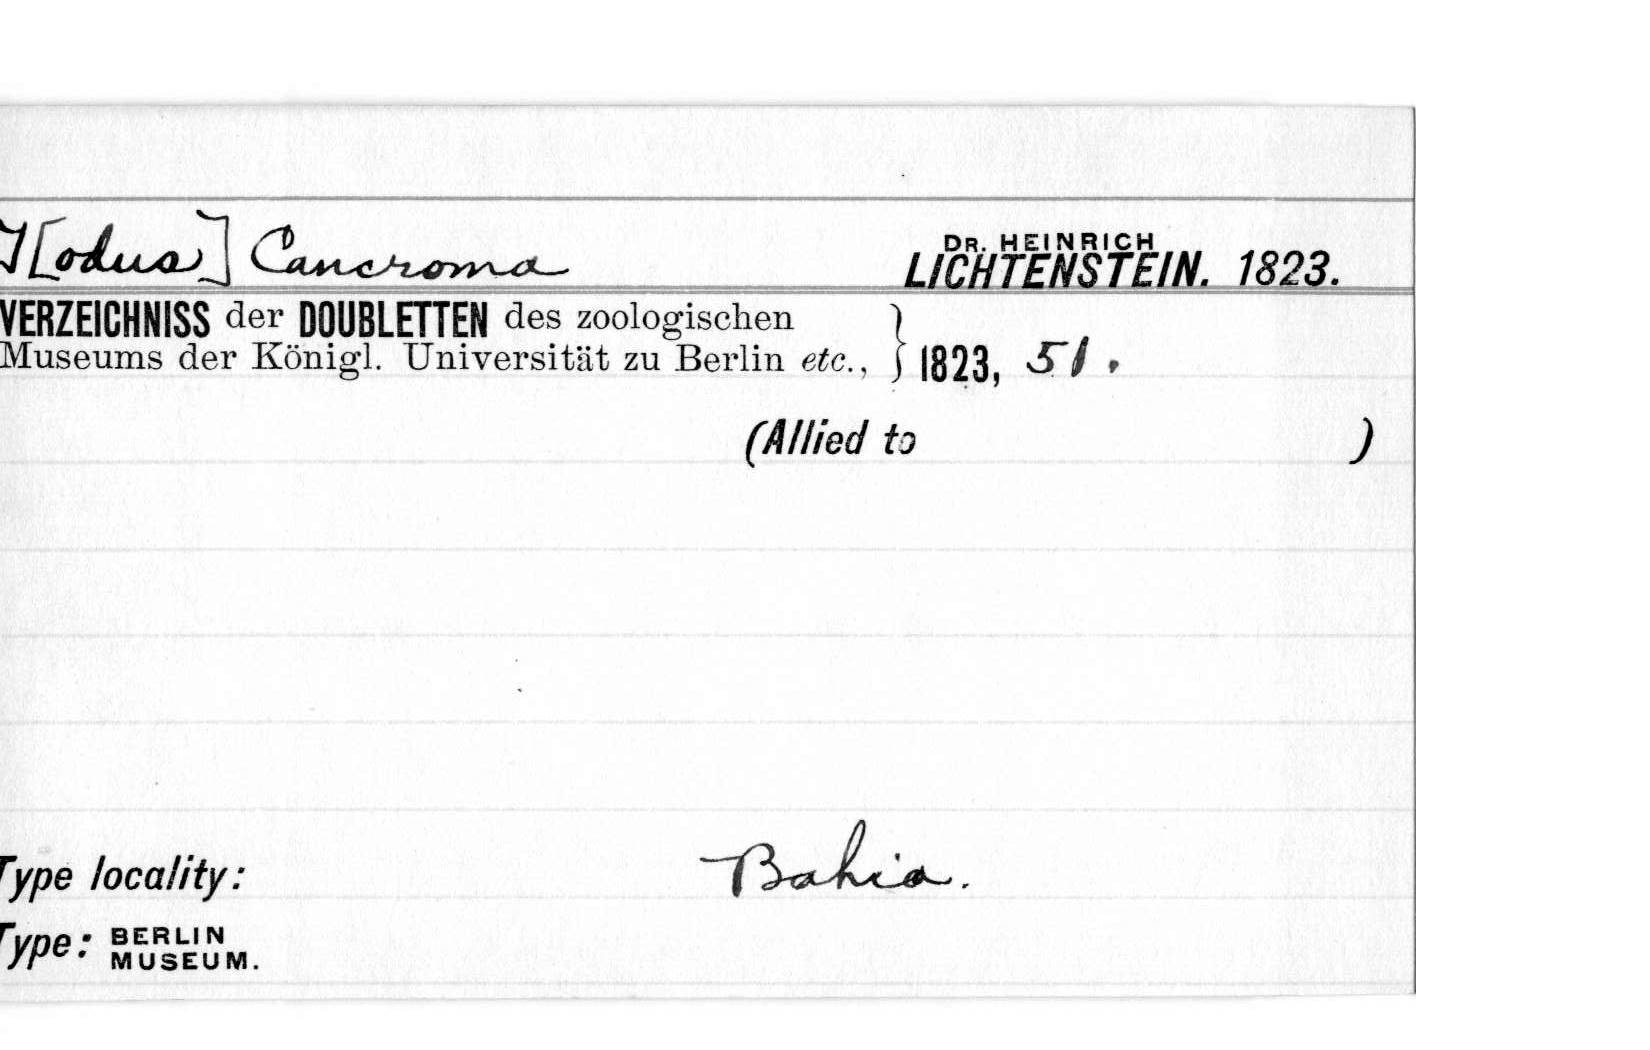 T[odus] Cancroma DR. HEINRICH LICHTENSTEIN. 1823.
VERZEICHNISS der DOUBLETTEN des zoologischen
Museums der Königl. Universität zu Berlin etc., } 1823, 51.
(Allied to )
Type locality: Bahia.
Type: BERLIN MUSEUM.